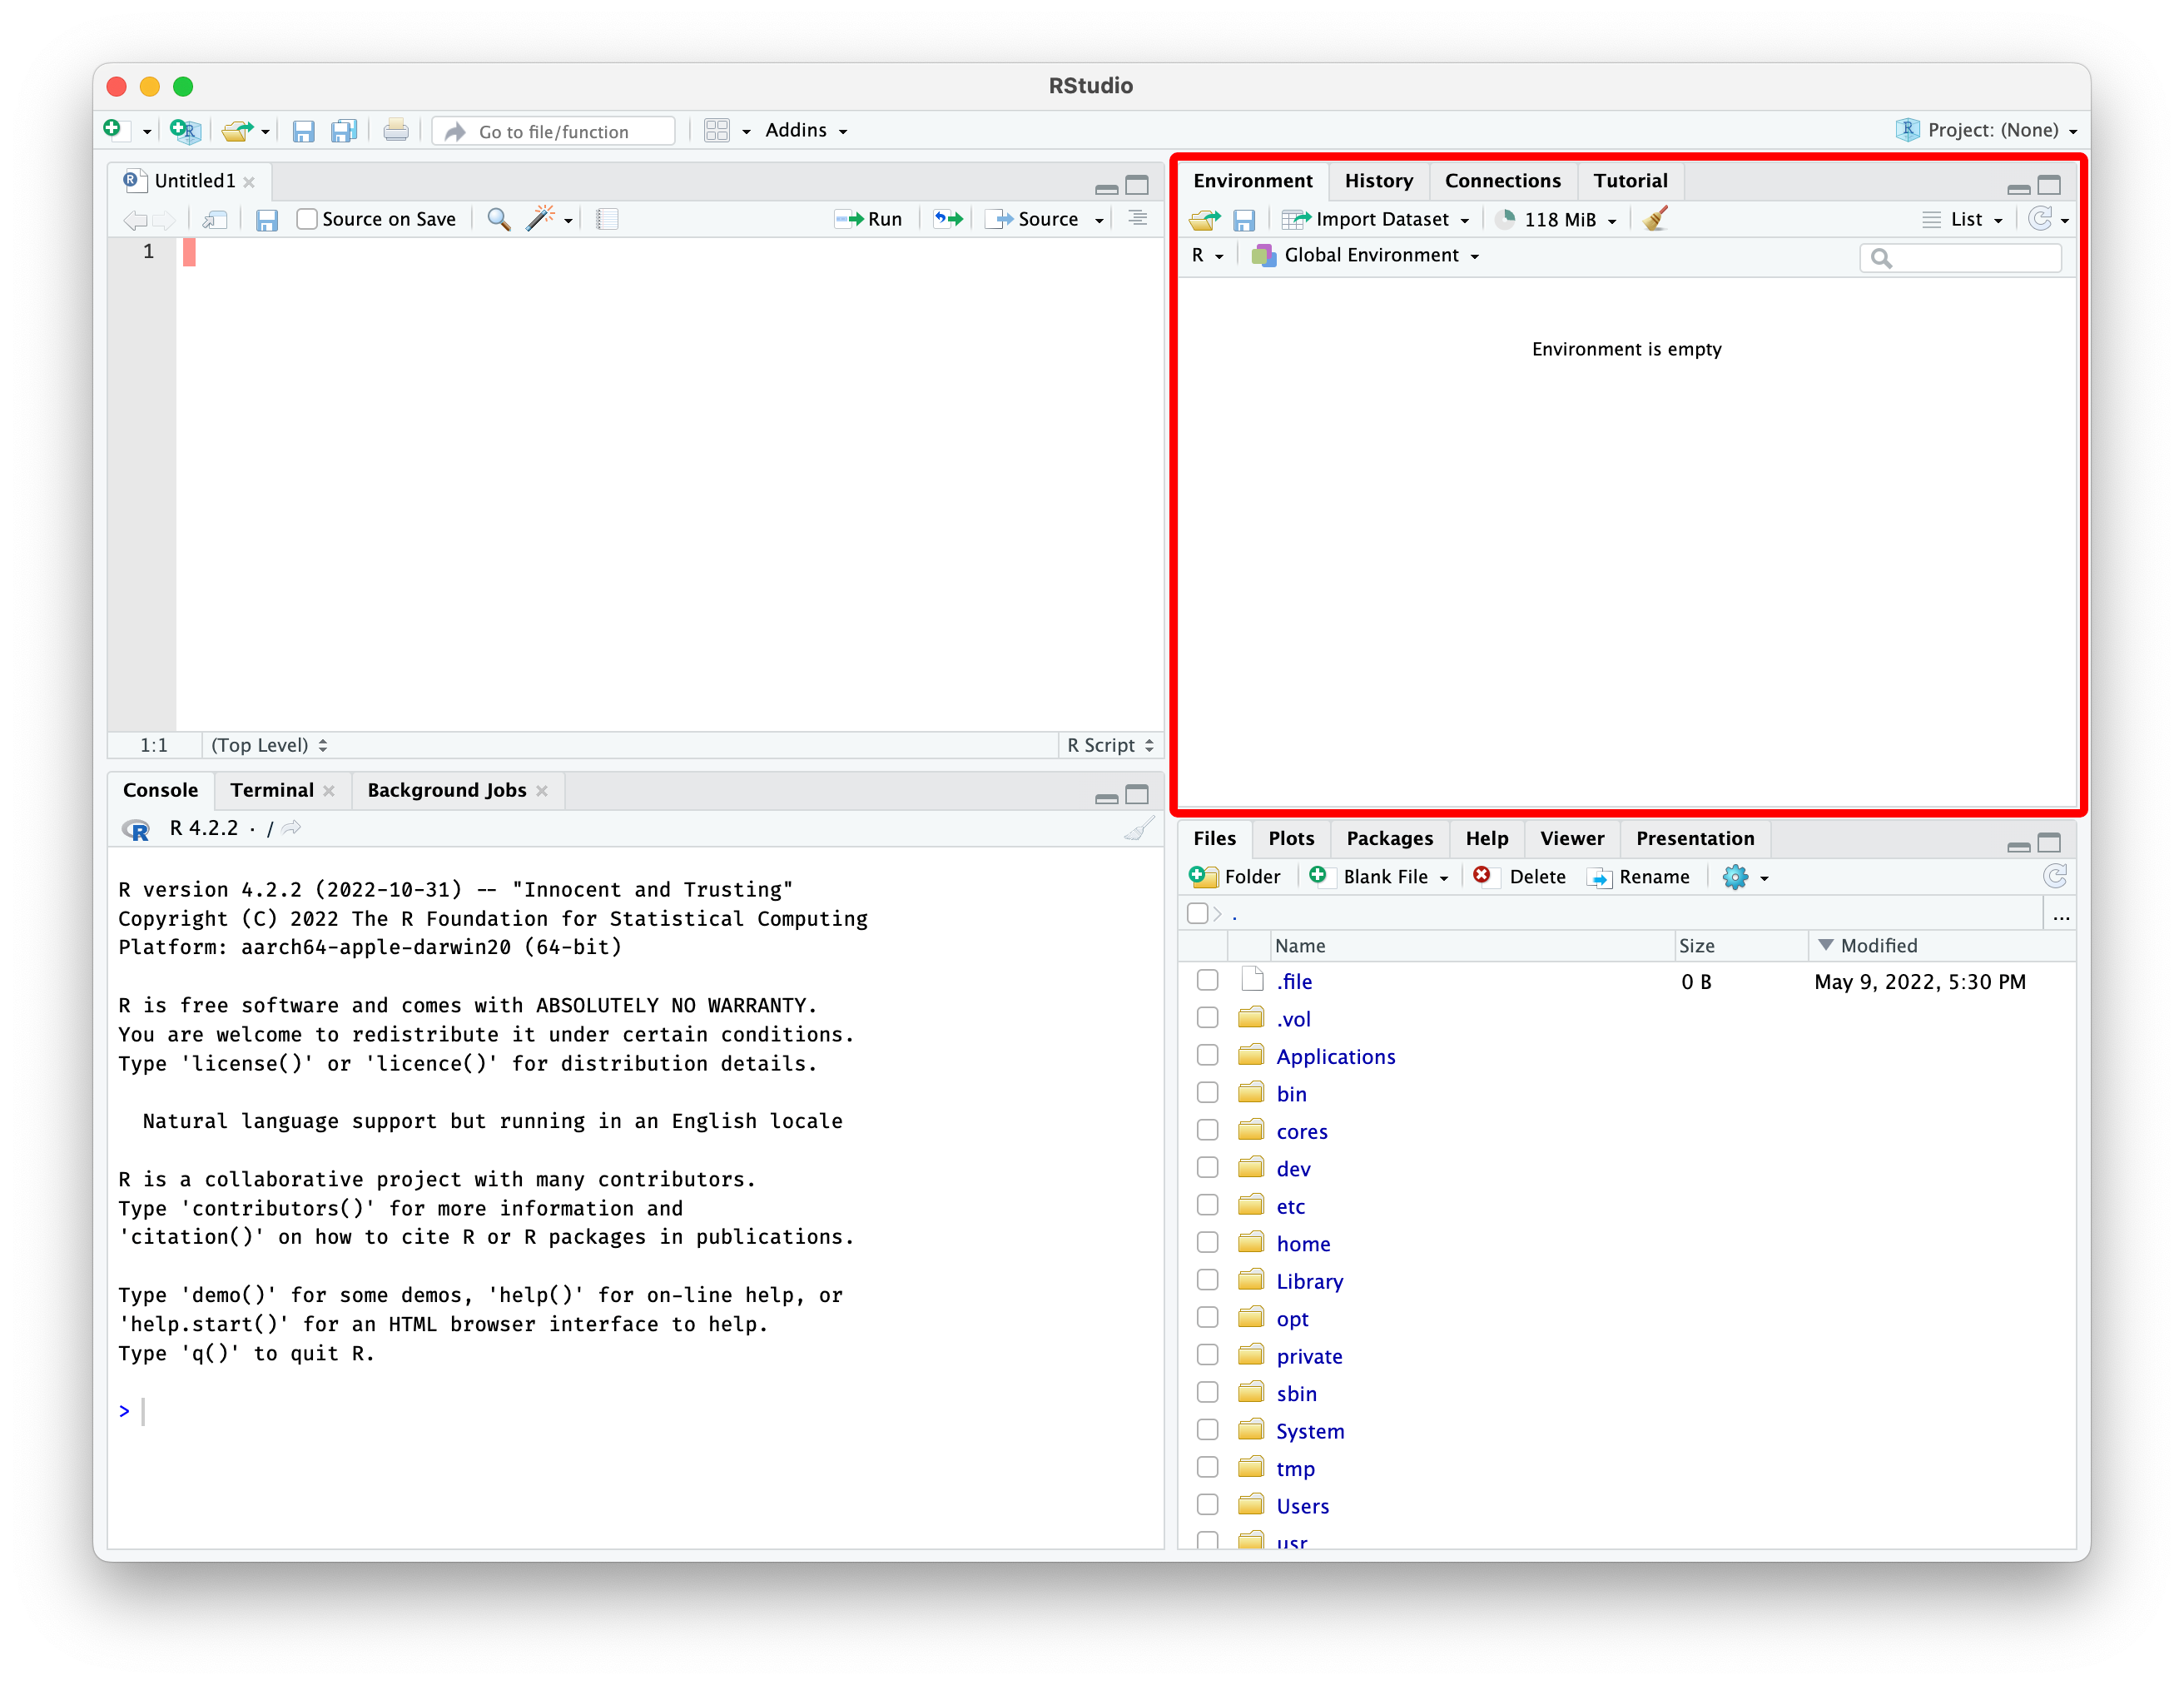 RStudio
Go to file/function
Addins
Project: (None)
Untitled1
Source on Save
Run
Source
1
1:1
(Top Level)
R Script
Environment
History
Connections
Tutorial
Import Dataset
118 MiB
List
R
Global Environment
Environment is empty
Console
Terminal
Background Jobs
R 4.2.2 · /
R version 4.2.2 (2022-10-31) -- "Innocent and Trusting"
Copyright (C) 2022 The R Foundation for Statistical Computing
Platform: aarch64-apple-darwin20 (64-bit)
R is free software and comes with ABSOLUTELY NO WARRANTY.
You are welcome to redistribute it under certain conditions.
Type 'license()' or 'licence()' for distribution details.
Natural language support but running in an English locale
R is a collaborative project with many contributors.
Type 'contributors()' for more information and
'citation()' on how to cite R or R packages in publications.
Type 'demo()' for some demos, 'help()' for on-line help, or
'help.start()' for an HTML browser interface to help.
Type 'q()' to quit R.
>
Files
Plots
Packages
Help
Viewer
Presentation
Folder
Blank File
Delete
Rename
.
...
Name
Size
Modified
.file
0 B
May 9, 2022, 5:30 PM
.vol
Applications
bin
cores
dev
etc
home
Library
opt
private
sbin
System
tmp
Users
usr